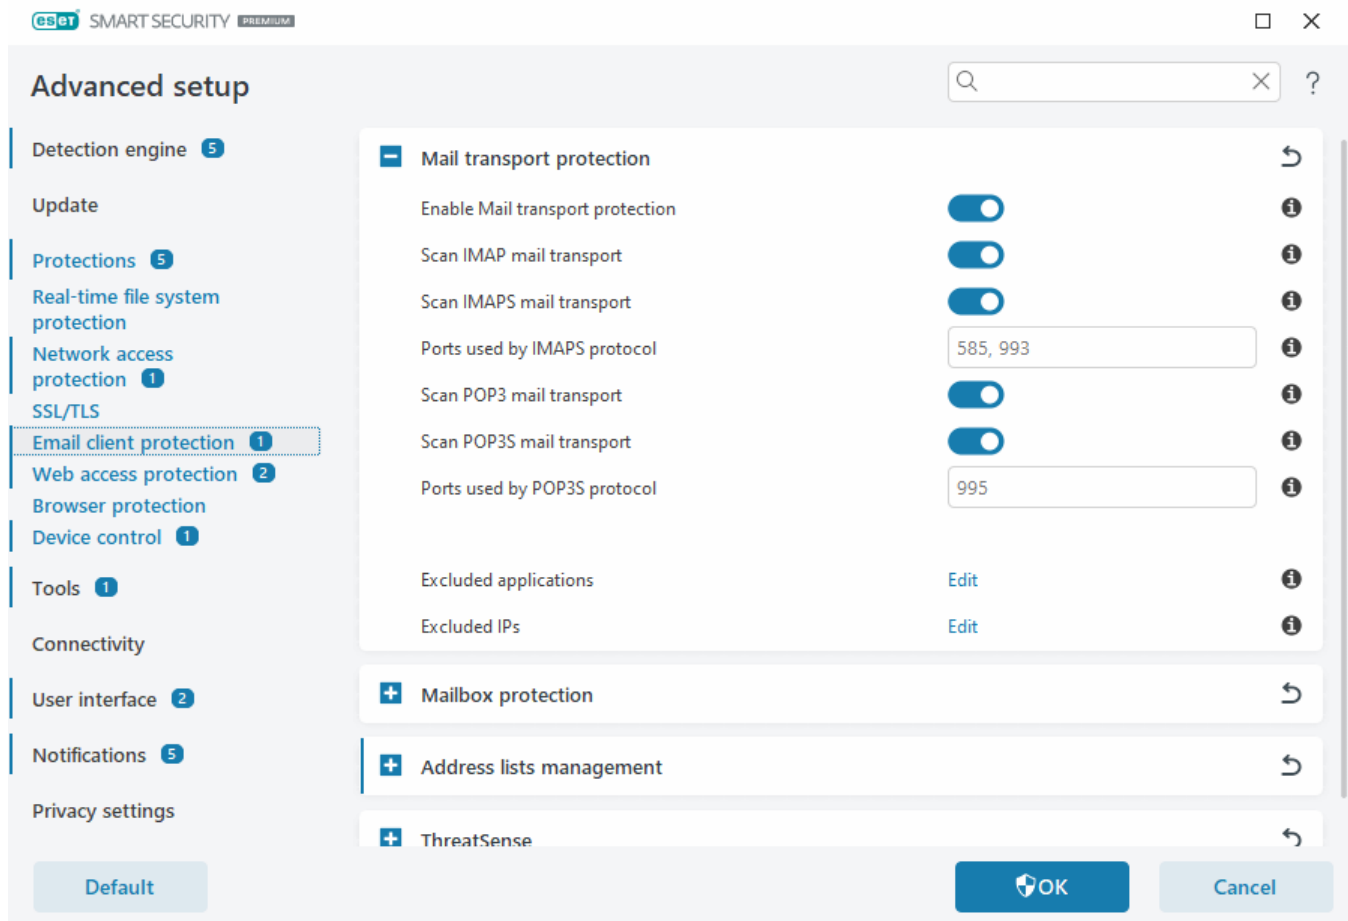 eset SMART SECURITY PREMIUM
Advanced setup
?
Detection engine 5
Update
Protections 5
Real-time file system
protection
Network access
protection 1
SSL/TLS
Email client protection 1
Web access protection 2
Browser protection
Device control 1
Tools 1
Connectivity
User interface 2
Notifications 5
Privacy settings
Mail transport protection
Enable Mail transport protection
Scan IMAP mail transport
Scan IMAPS mail transport
Ports used by IMAPS protocol 585, 993
Scan POP3 mail transport
Scan POP3S mail transport
Ports used by POP3S protocol 995
Excluded applications Edit
Excluded IPs Edit
Mailbox protection
Address lists management
ThreatSense
Default
OK
Cancel